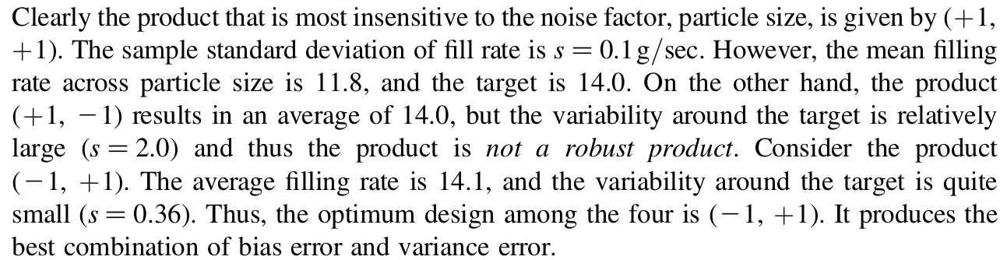 Clearly the product that is most insensitive to the noise factor, particle size, is given by (+1,
+1). The sample standard deviation of fill rate is s = 0.1 g/sec. However, the mean filling
rate across particle size is 11.8, and the target is 14.0. On the other hand, the product
(+1, −1) results in an average of 14.0, but the variability around the target is relatively
large (s = 2.0) and thus the product is not a robust product. Consider the product
(−1, +1). The average filling rate is 14.1, and the variability around the target is quite
small (s = 0.36). Thus, the optimum design among the four is (−1, +1). It produces the
best combination of bias error and variance error.